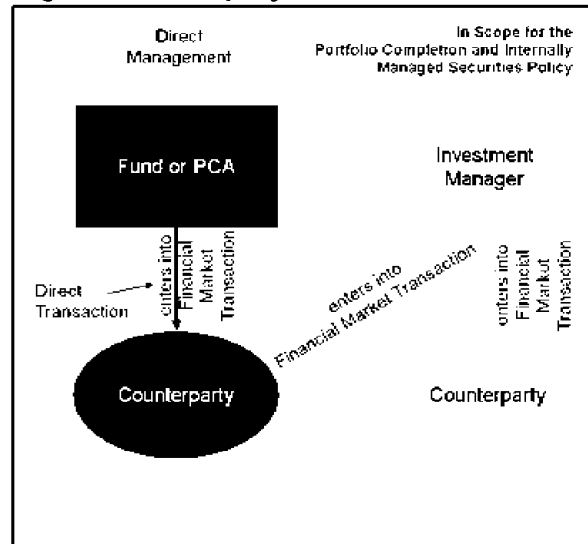 Direct
Management
In Scope for the
Portfolio Completion and Internally
Managed Securities Policy
Fund or PCA
Investment
Manager
Direct
Transaction
enters into
Financial
Market
Transaction
enters into
Financial Market Transaction
enters into
Financial
Market
Transaction
Counterparty
Counterparty